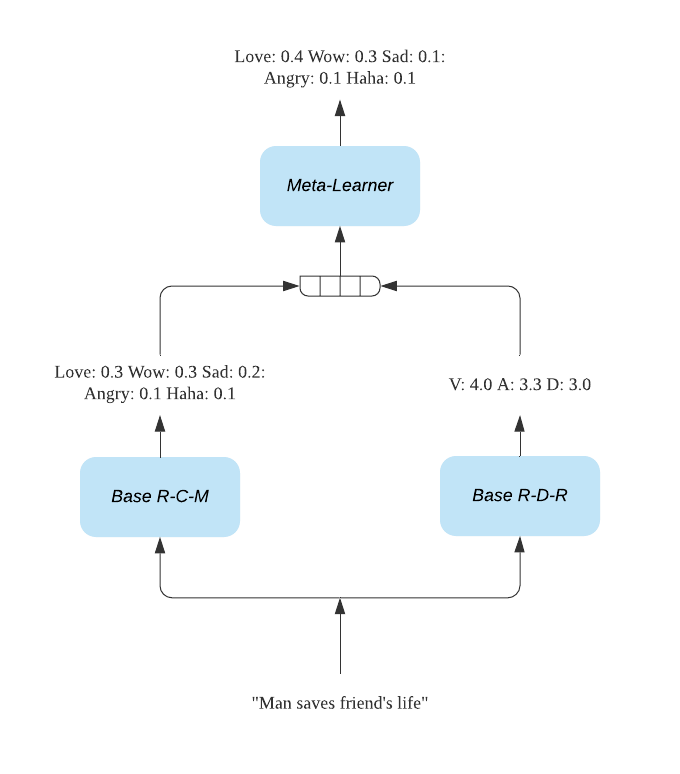 Love: 0.4 Wow: 0.3 Sad: 0.1:
Angry: 0.1 Haha: 0.1
Meta-Learner
Love: 0.3 Wow: 0.3 Sad: 0.2:
Angry: 0.1 Haha: 0.1
V: 4.0 A: 3.3 D: 3.0
Base R-C-M
Base R-D-R
"Man saves friend's life"